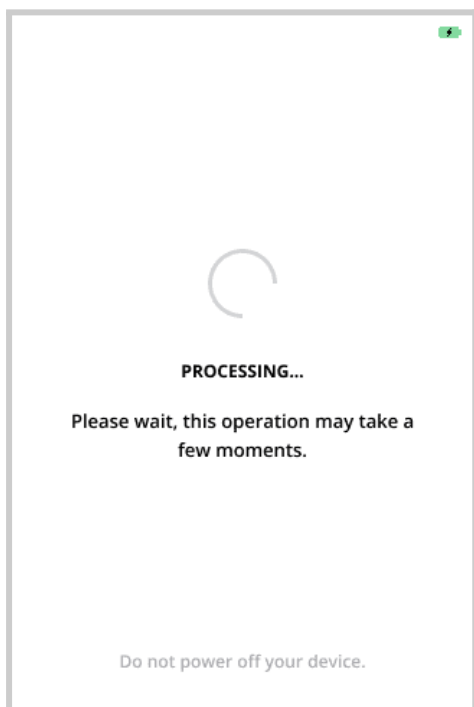 PROCESSING...
Please wait, this operation may take a
few moments.
Do not power off your device.